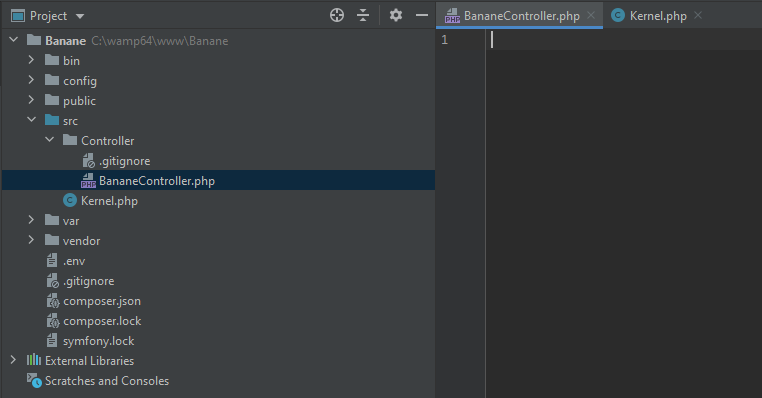 Project
BananeController.php
Kernel.php
Banane C:\wamp64\www\Banane
1
bin
config
public
src
Controller
.gitignore
PHP BananeController.php
Kernel.php
var
vendor
.env
.gitignore
composer.json
composer.lock
symfony.lock
External Libraries
Scratches and Consoles